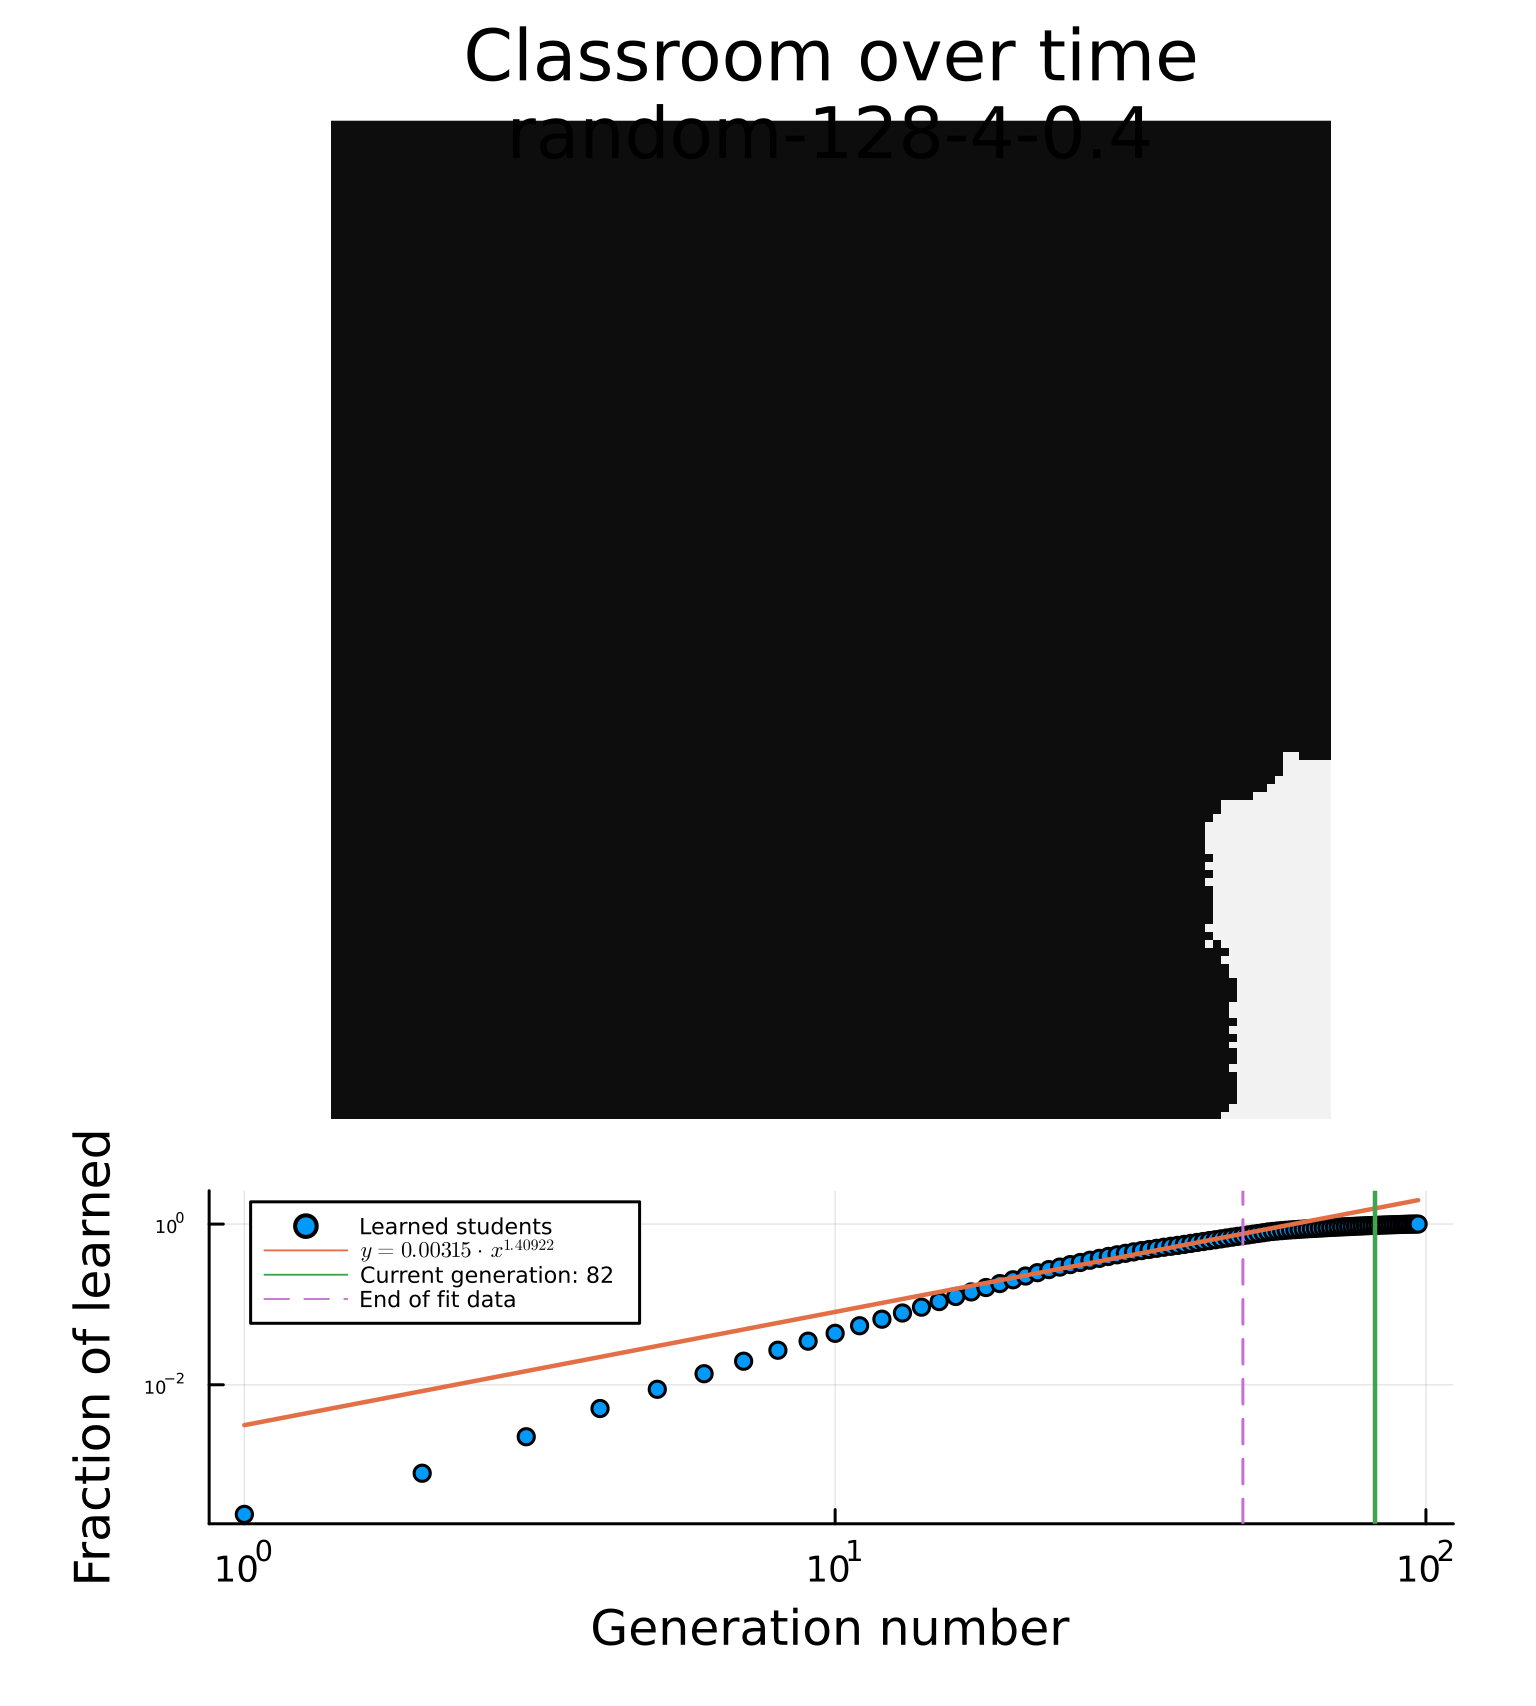 Classroom over time
random-128-4-0.4
Fraction of learned
10⁰
10⁻²
Learned students
y = 0.00315 · x^1.40922
Current generation: 82
End of fit data
10⁰
10¹
10²
Generation number